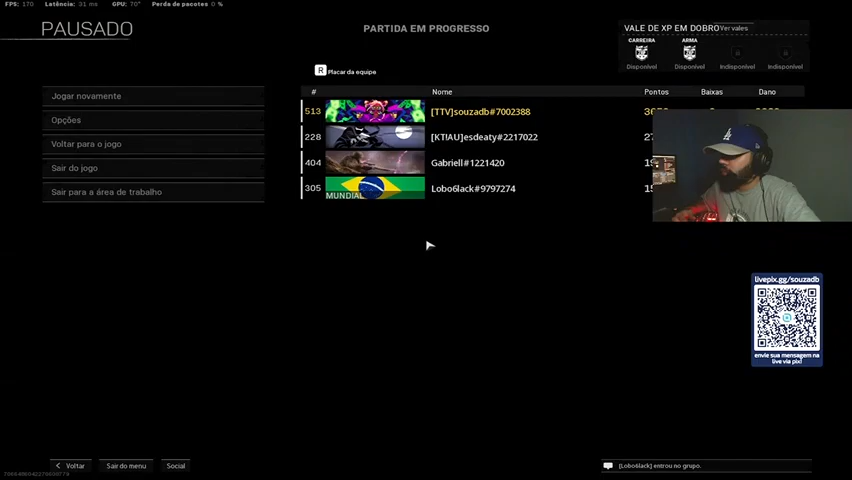 FPS: 170 Latência: 31 ms GPU: 70° Perda de pacotes 0 %
PAUSADO
PARTIDA EM PROGRESSO
VALE DE XP EM DOBRO Ver vales
CARREIRA ARMA
Disponível Disponível Indisponível Indisponível
R Placar da equipe
# Nome Pontos Baixas Dano
Jogar novamente
Opções
Voltar para o jogo
Sair do jogo
Sair para a área de trabalho
513 [TTV]souzadb#7002388
228 [KT!AU]esdeaty#2217022
404 Gabriell#1221420
305 MUNDIAL Lobo6lack#9797274
livepix.gg/souzadb
envie sua mensagem na
live via pix!
Voltar Sair do menu Social
[Lobo6lack] entrou no grupo.